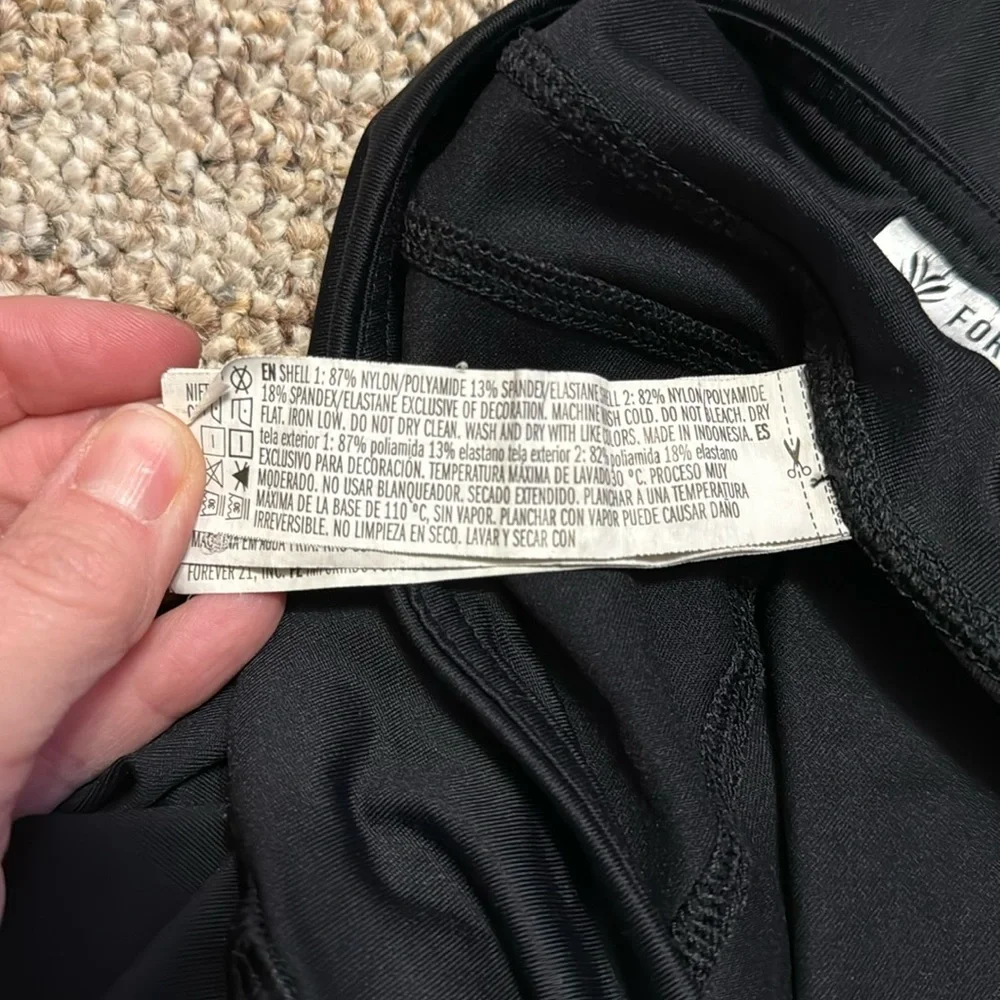 FOR
EN SHELL 1: 87% NYLON/POLYAMIDE 13% SPANDEX/ELASTANE LL 2: 82% NYLON/POLYAMIDE
18% SPANDEX/ELASTANE EXCLUSIVE OF DECORATION. MACHINE SH COLD. DO NOT BLEACH. DRY
FLAT. IRON LOW. DO NOT DRY CLEAN. WASH AND DRY WITH LIKE OLORS. MADE IN INDONESIA. ES
tela exterior 1: 87% poliamida 13% elastano tela exterior 2: 82% poliamida 18% elastano
EXCLUSIVO PARA DECORACIÓN. TEMPERATURA MÁXIMA DE LAVADO 30 °C. PROCESO MUY
MODERADO. NO USAR BLANQUEADOR. SECADO EXTENDIDO. PLANCHAR A UNA TEMPERATURA
MÁXIMA DE LA BASE DE 110 °C, SIN VAPOR. PLANCHAR CON VAPOR PUEDE CAUSAR DAÑO
IRREVERSIBLE. NO LIMPIEZA EN SECO. LAVAR Y SECAR CON
FOREVER 21, INC. PE IMPORTADO